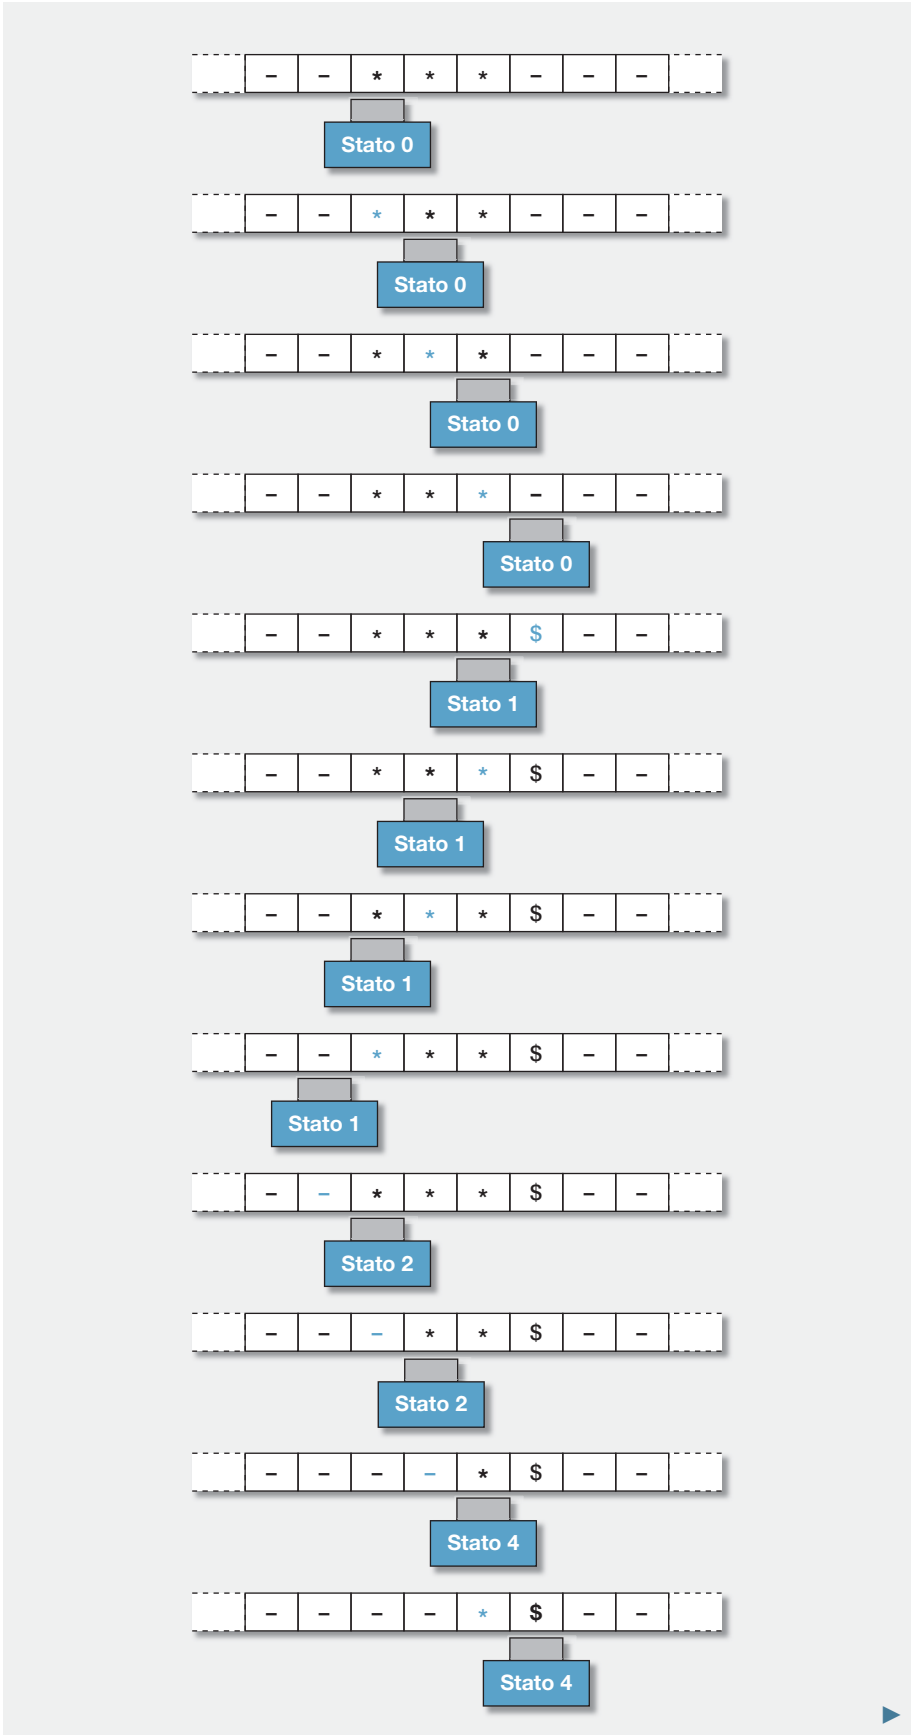 – – * * * – – –
Stato 0
– – * * * – – –
Stato 0
– – * * * – – –
Stato 0
– – * * * – – –
Stato 0
– – * * * $ – –
Stato 1
– – * * * $ – –
Stato 1
– – * * * $ – –
Stato 1
– – * * * $ – –
Stato 1
– – * * * $ – –
Stato 2
– – – * * $ – –
Stato 2
– – – – * $ – –
Stato 4
– – – – * $ – –
Stato 4